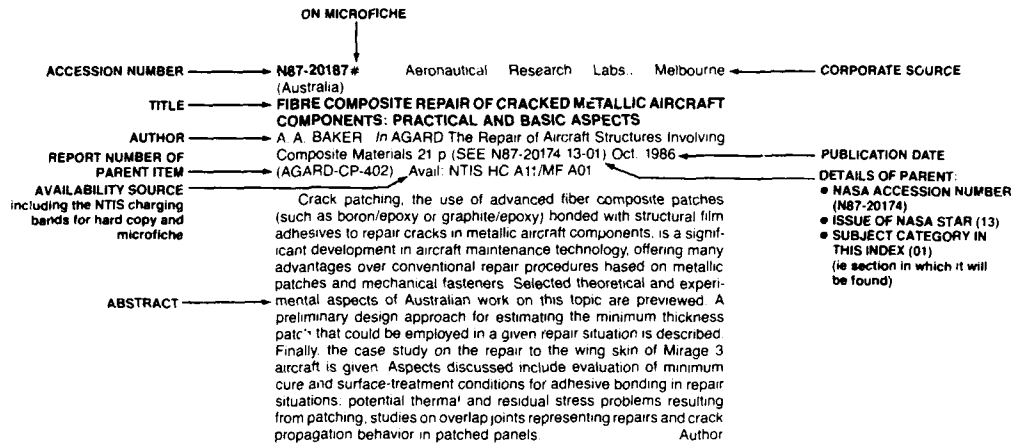 ON MICROFICHE
ACCESSION NUMBER
N87-20187# Aeronautical Research Labs., Melbourne
CORPORATE SOURCE
(Australia)
TITLE
FIBRE COMPOSITE REPAIR OF CRACKED METALLIC AIRCRAFT
COMPONENTS: PRACTICAL AND BASIC ASPECTS
AUTHOR
A. A. BAKER In AGARD The Repair of Aircraft Structures Involving
REPORT NUMBER OF
PARENT ITEM
Composite Materials 21 p (SEE N87-20174 13-01) Oct. 1986
PUBLICATION DATE
(AGARD-CP-402) Avail: NTIS HC A11/MF A01
AVAILABILITY SOURCE
including the NTIS charging
bands for hard copy and
microfiche
DETAILS OF PARENT:
● NASA ACCESSION NUMBER
(N87-20174)
● ISSUE OF NASA STAR (13)
● SUBJECT CATEGORY IN
THIS INDEX (01)
(ie section in which it will
be found)
ABSTRACT
Crack patching, the use of advanced fiber composite patches
(such as boron/epoxy or graphite/epoxy) bonded with structural film
adhesives to repair cracks in metallic aircraft components, is a signif-
icant development in aircraft maintenance technology, offering many
advantages over conventional repair procedures based on metallic
patches and mechanical fasteners. Selected theoretical and experi-
mental aspects of Australian work on this topic are previewed. A
preliminary design approach for estimating the minimum thickness
patch that could be employed in a given repair situation is described.
Finally, the case study on the repair to the wing skin of Mirage 3
aircraft is given. Aspects discussed include evaluation of minimum
cure and surface-treatment conditions for adhesive bonding in repair
situations; potential thermal and residual stress problems resulting
from patching, studies on overlap joints representing repairs and crack
propagation behavior in patched panels. Author